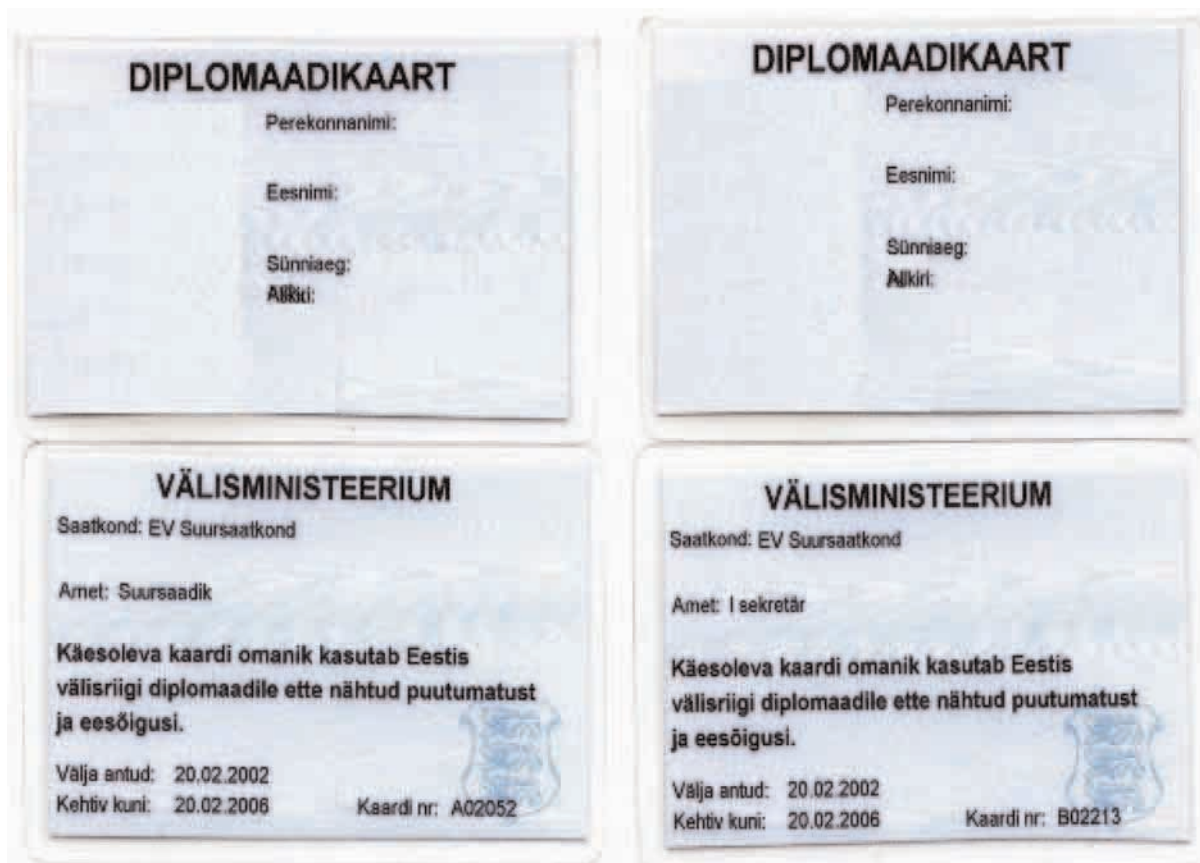 DIPLOMAADIKAART
Perekonnanimi:
Eesnimi:
Sünniaeg:
Allkiri:
DIPLOMAADIKAART
Perekonnanimi:
Eesnimi:
Sünniaeg:
Allkiri:
VÄLISMINISTEERIUM
Saatkond: EV Suursaatkond
Amet: Suursaadik
Käesoleva kaardi omanik kasutab Eestis
välisriigi diplomaadile ette nähtud puutumatust
ja eesõigusi.
Välja antud: 20.02.2002
Kehtiv kuni: 20.02.2006 Kaardi nr: A02052
VÄLISMINISTEERIUM
Saatkond: EV Suursaatkond
Amet: I sekretär
Käesoleva kaardi omanik kasutab Eestis
välisriigi diplomaadile ette nähtud puutumatust
ja eesõigusi.
Välja antud: 20.02.2002
Kehtiv kuni: 20.02.2006 Kaardi nr: B02213